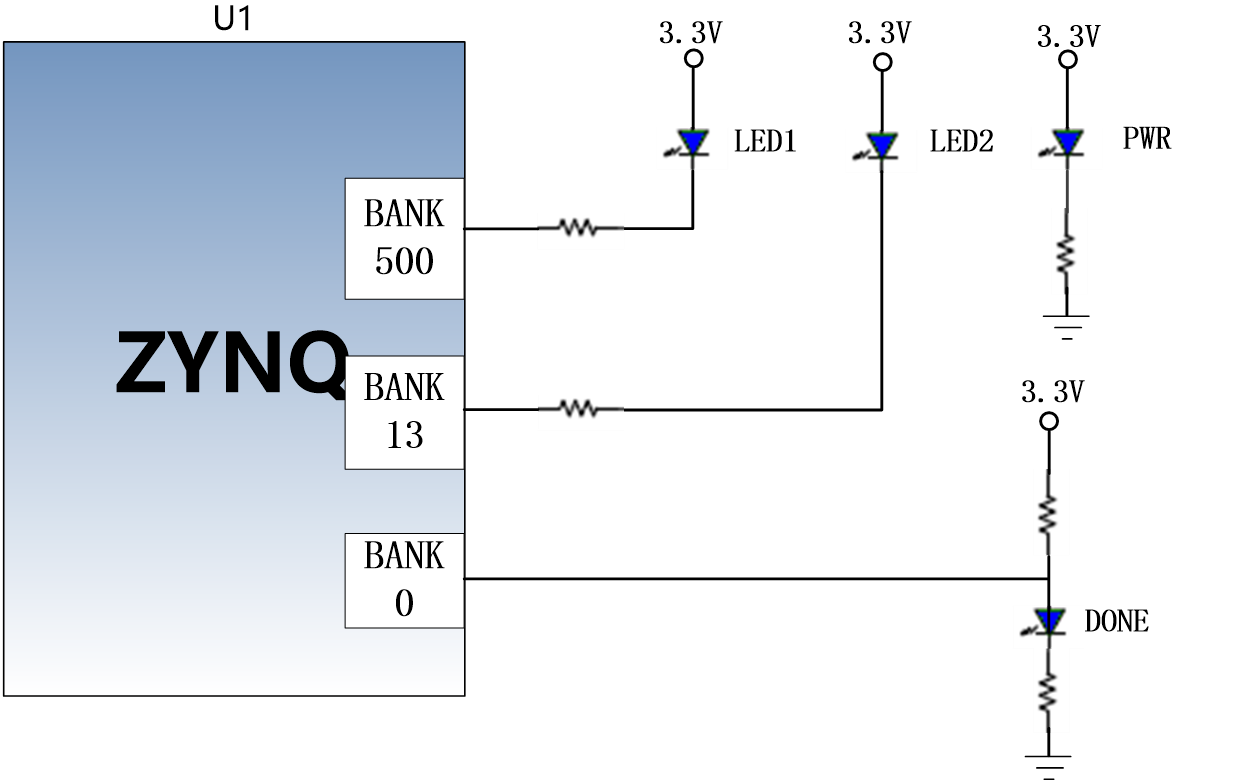 U1
3.3V
3.3V
3.3V
LED1
LED2
PWR
BANK
500
ZYNQ
BANK
13
3.3V
BANK
0
DONE